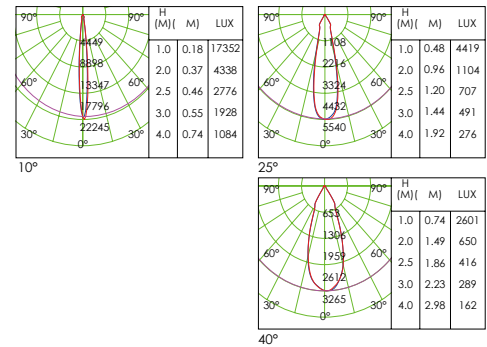 90° 90°
4449
8898
13347
17796
22245
60° 60°
30° 30°
0°
H
(M)( M) LUX
1.0 0.18 17352
2.0 0.37 4338
2.5 0.46 2776
3.0 0.55 1928
4.0 0.74 1084
10°
90° 90°
1108
2216
3324
4432
5540
60° 60°
30° 30°
0°
H
(M)( M) LUX
1.0 0.48 4419
2.0 0.96 1104
2.5 1.20 707
3.0 1.44 491
4.0 1.92 276
25°
90° 90°
653
1306
1959
2612
3265
60° 60°
30° 30°
0°
H
(M)( M) LUX
1.0 0.74 2601
2.0 1.49 650
2.5 1.86 416
3.0 2.23 289
4.0 2.98 162
40°